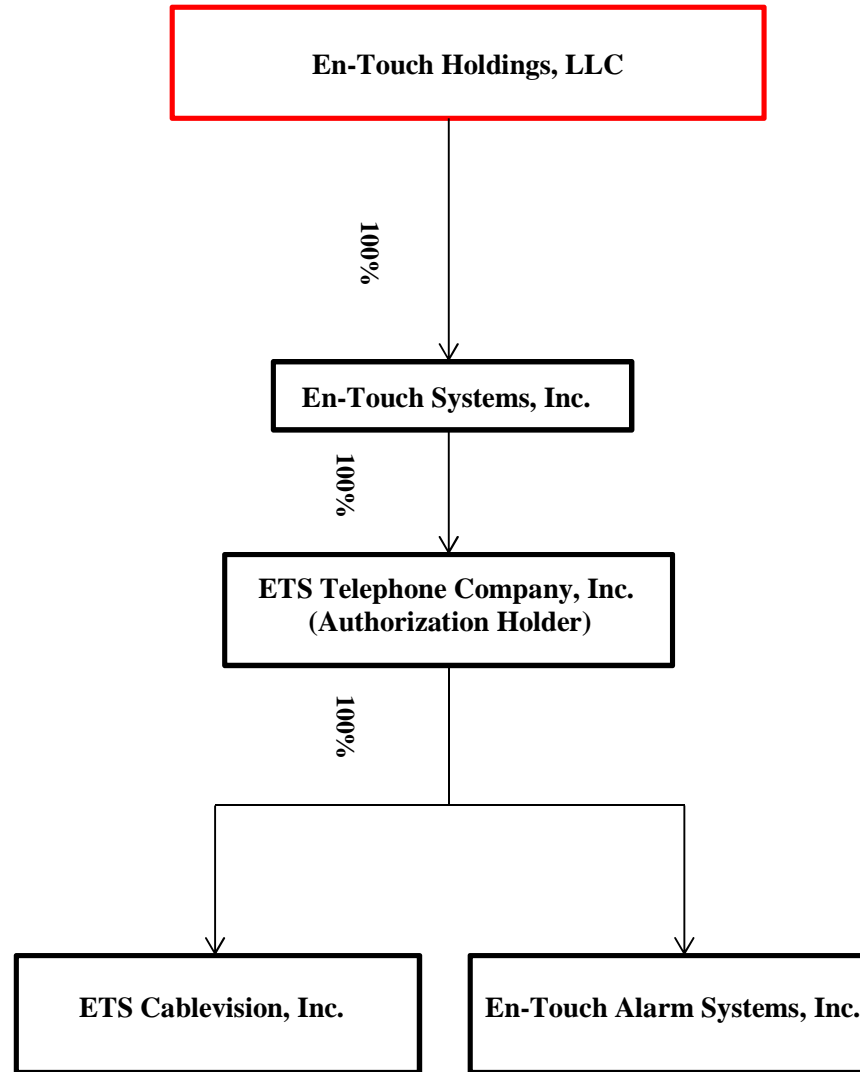 En-Touch Holdings, LLC
100%
En-Touch Systems, Inc.
100%
ETS Telephone Company, Inc.
(Authorization Holder)
100%
ETS Cablevision, Inc.
En-Touch Alarm Systems, Inc.